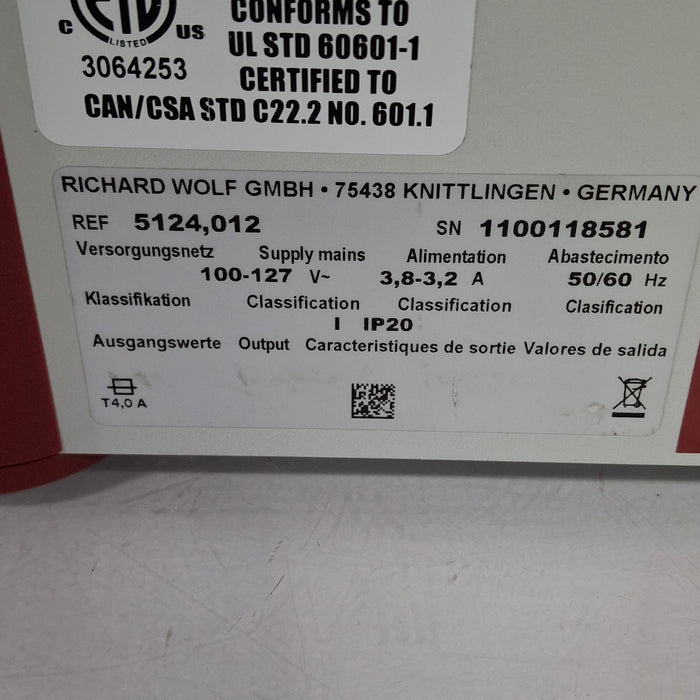 CONFORMS TO
C ETL US
LISTED
UL STD 60601-1
3064253
CERTIFIED TO
CAN/CSA STD C22.2 NO. 601.1
RICHARD WOLF GMBH • 75438 KNITTLINGEN • GERMANY
REF 5124,012 SN 1100118581
Versorgungsnetz Supply mains Alimentation Abastecimento
100-127 V~ 3,8-3,2 A 50/60 Hz
Klassifikation Classification Classification Clasification
I IP20
Ausgangswerte Output Caracteristiques de sortie Valores de salida
T4,0 A